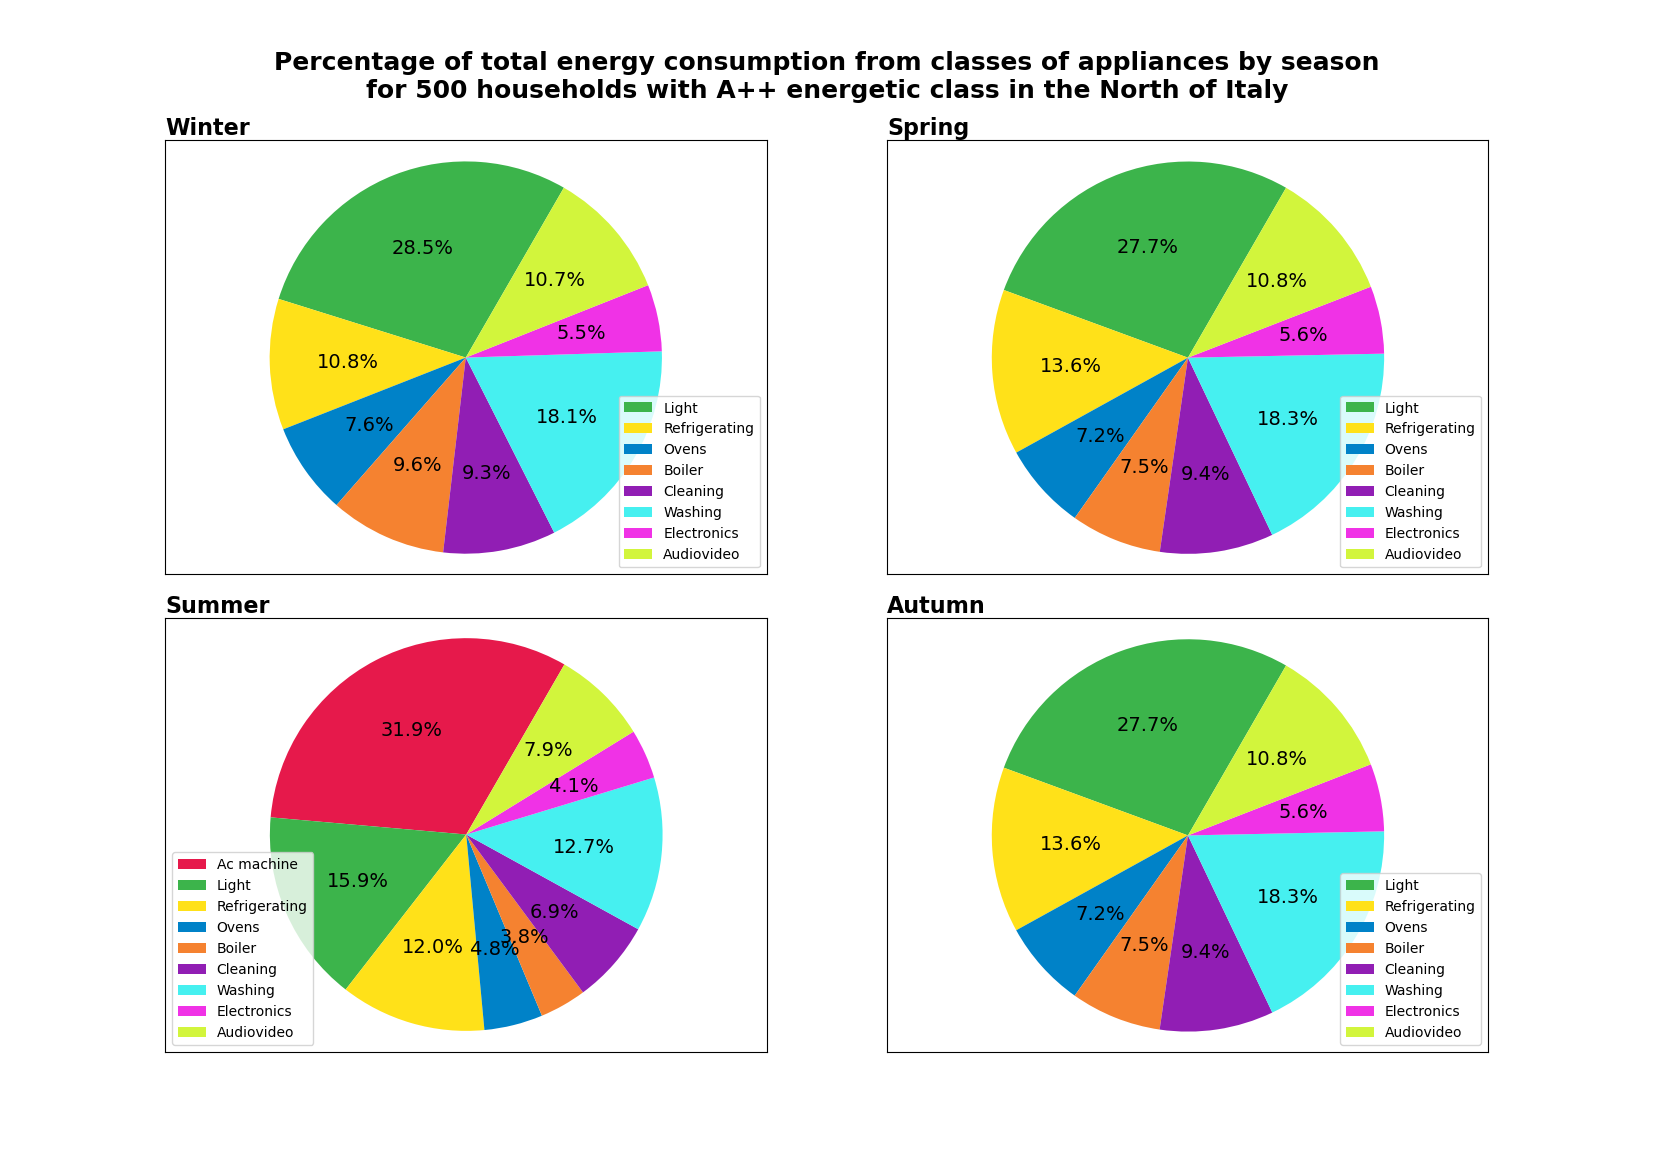 Percentage of total energy consumption from classes of appliances by season
for 500 households with A++ energetic class in the North of Italy
Winter
28.5%
10.7%
5.5%
10.8%
18.1%
7.6%
9.6%
9.3%
Light
Refrigerating
Ovens
Boiler
Cleaning
Washing
Electronics
Audiovideo
Spring
27.7%
10.8%
5.6%
13.6%
18.3%
7.2%
7.5%
9.4%
Light
Refrigerating
Ovens
Boiler
Cleaning
Washing
Electronics
Audiovideo
Summer
31.9%
7.9%
4.1%
12.7%
15.9%
6.9%
3.8%
12.0%
4.8%
Ac machine
Light
Refrigerating
Ovens
Boiler
Cleaning
Washing
Electronics
Audiovideo
Autumn
27.7%
10.8%
5.6%
13.6%
18.3%
7.2%
7.5%
9.4%
Light
Refrigerating
Ovens
Boiler
Cleaning
Washing
Electronics
Audiovideo